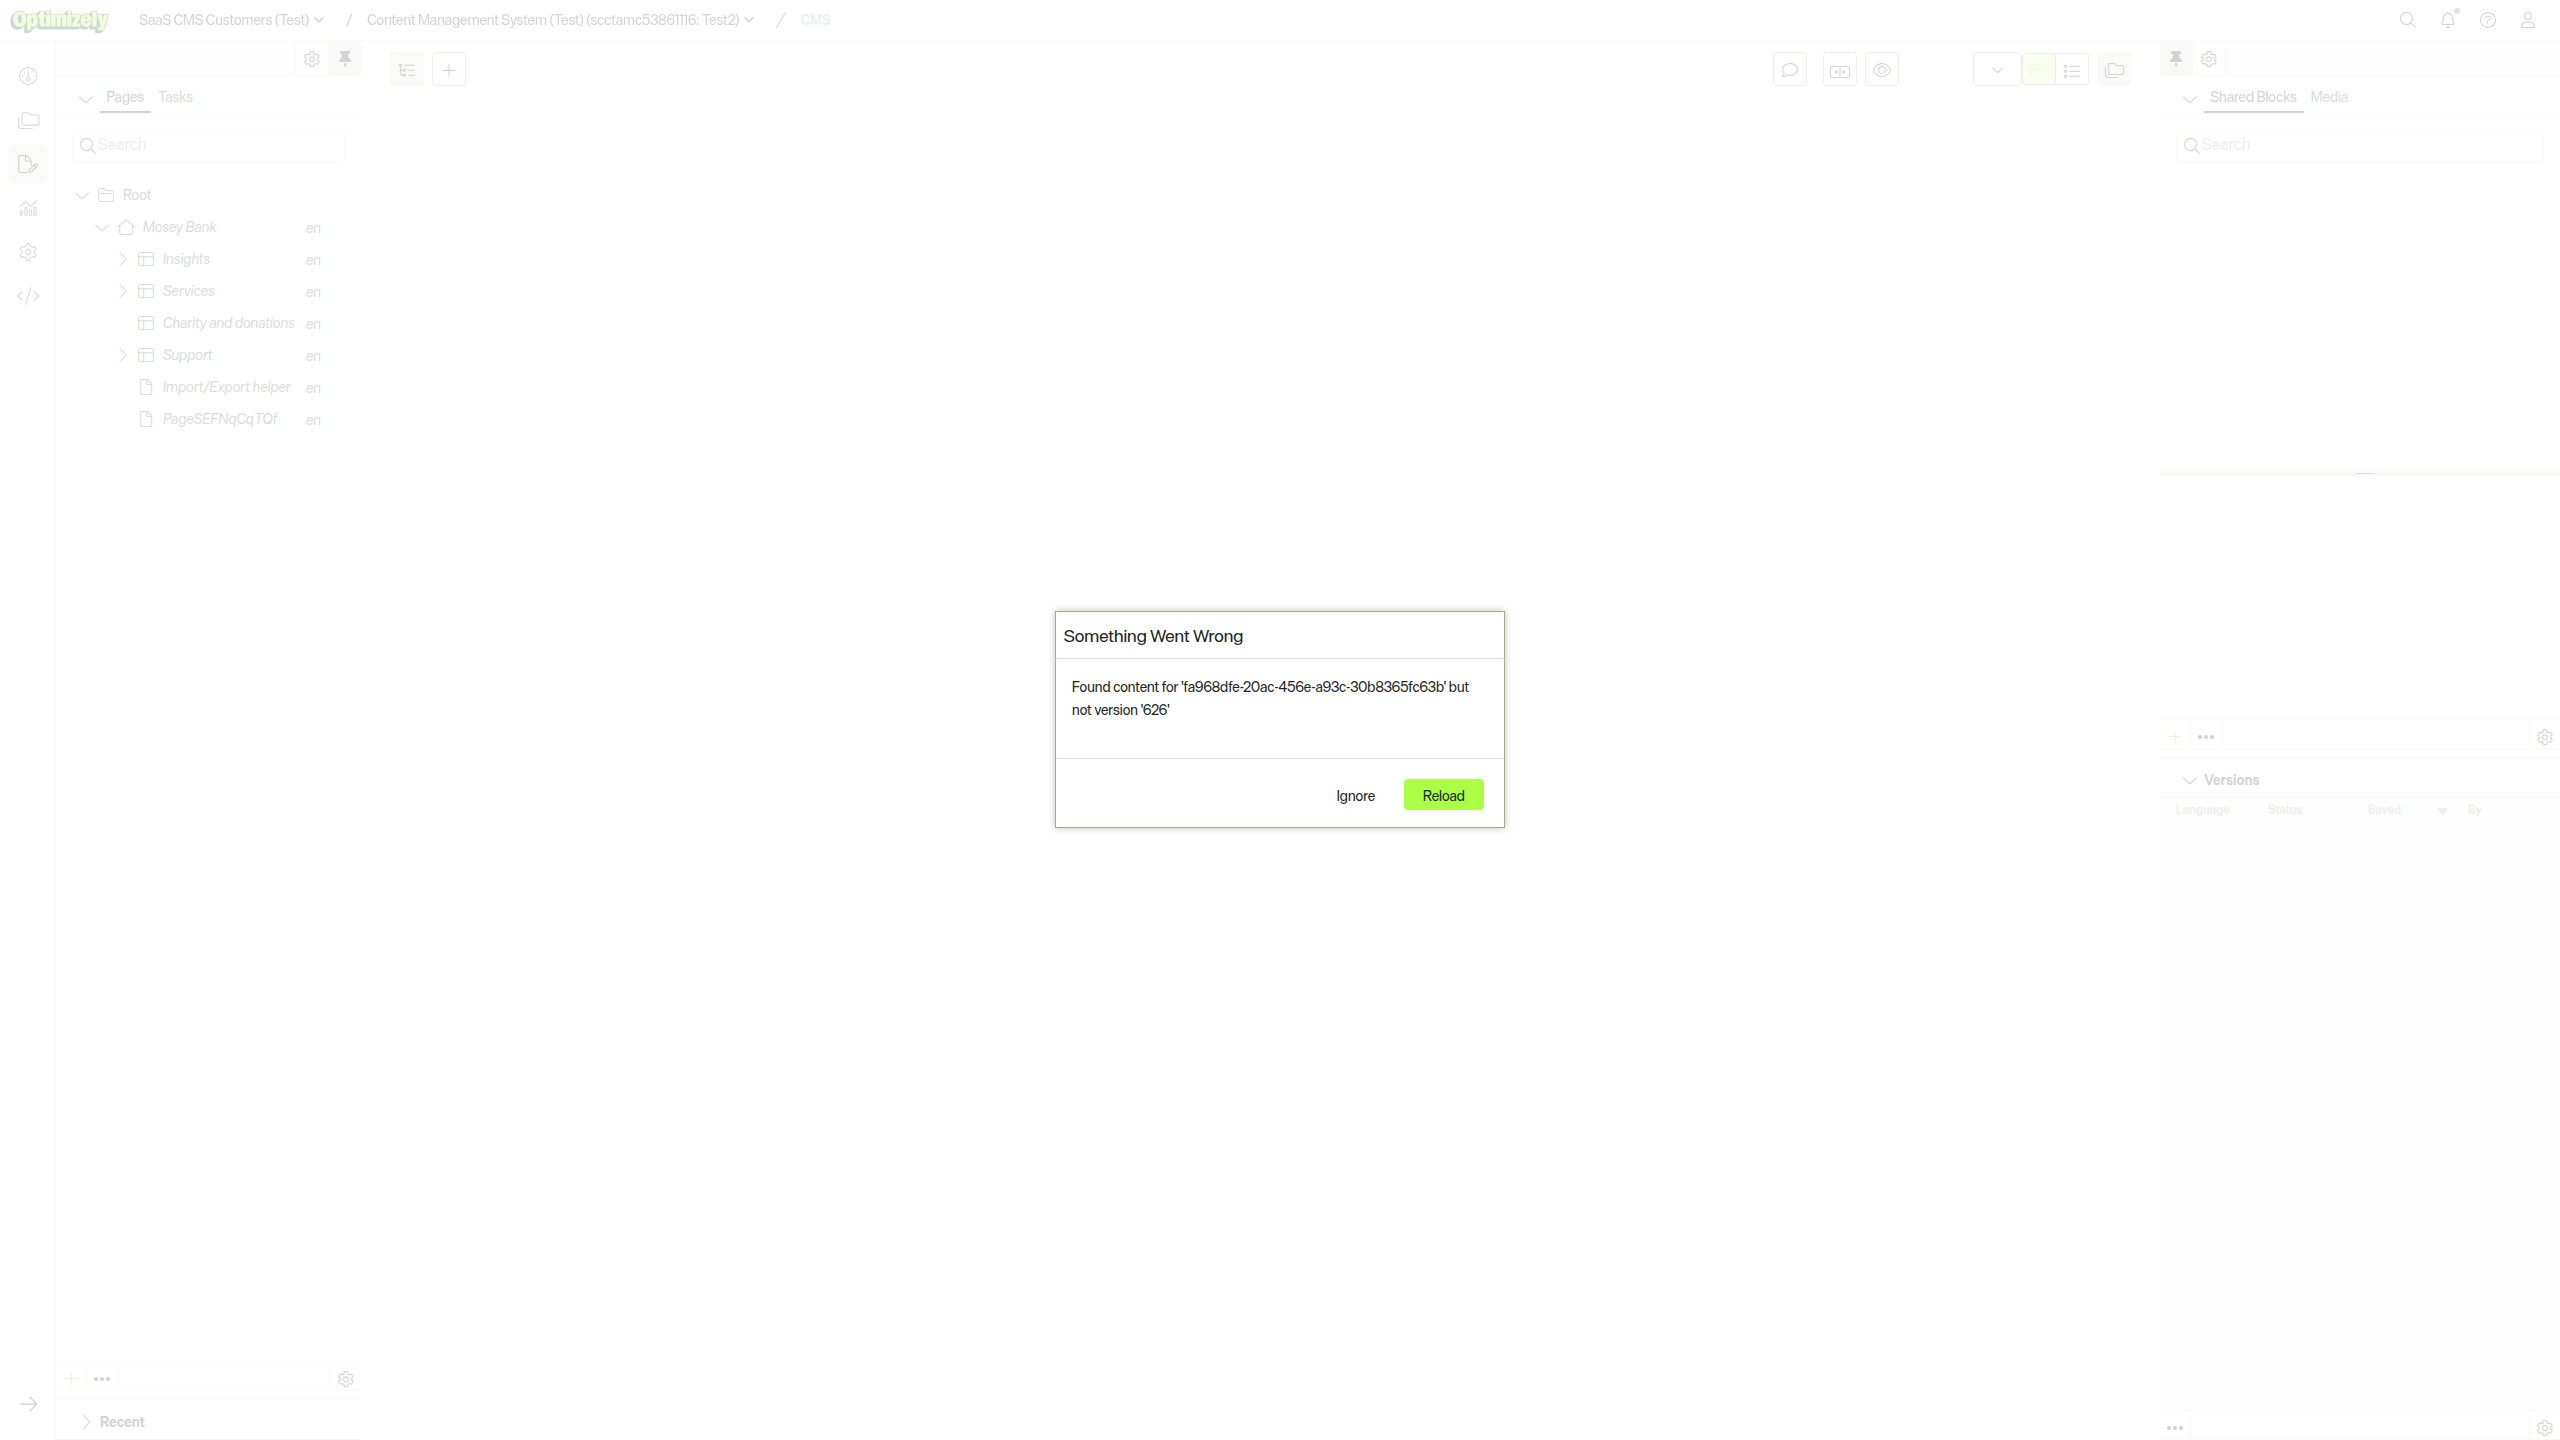 Optimizely
SaaS CMS Customers (Test) / Content Management System (Test) (scctamc53861116: Test2) / CMS
Pages Tasks
Search
Root
Mosey Bank en
Insights en
Services en
Charity and donations en
Support en
Import/Export helper en
PageSEFNqCqTQf en
Recent
Something Went Wrong
Found content for 'fa968dfe-20ac-456e-a93c-30b8365fc63b' but
not version '626'
Ignore Reload
Shared Blocks Media
Search
Versions
Language Status Saved By